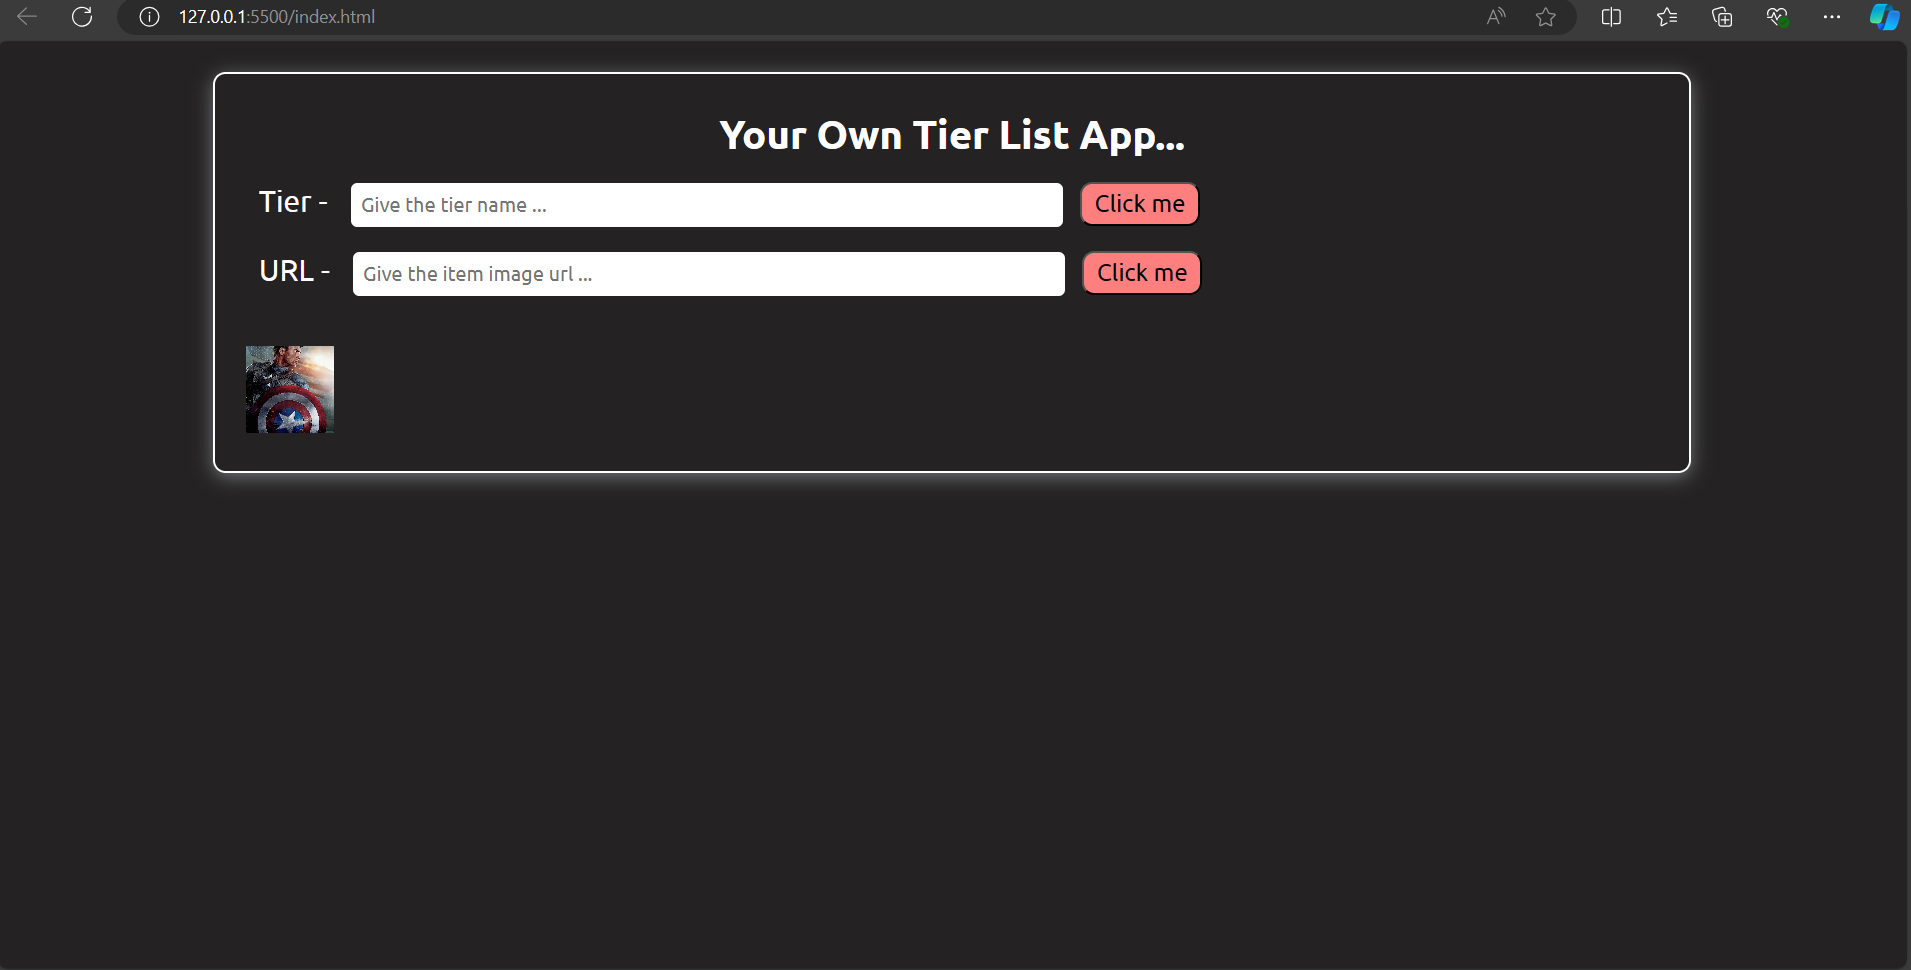 127.0.0.1:5500/index.html
Your Own Tier List App...
Tier - Give the tier name ... Click me
URL - Give the item image url ... Click me